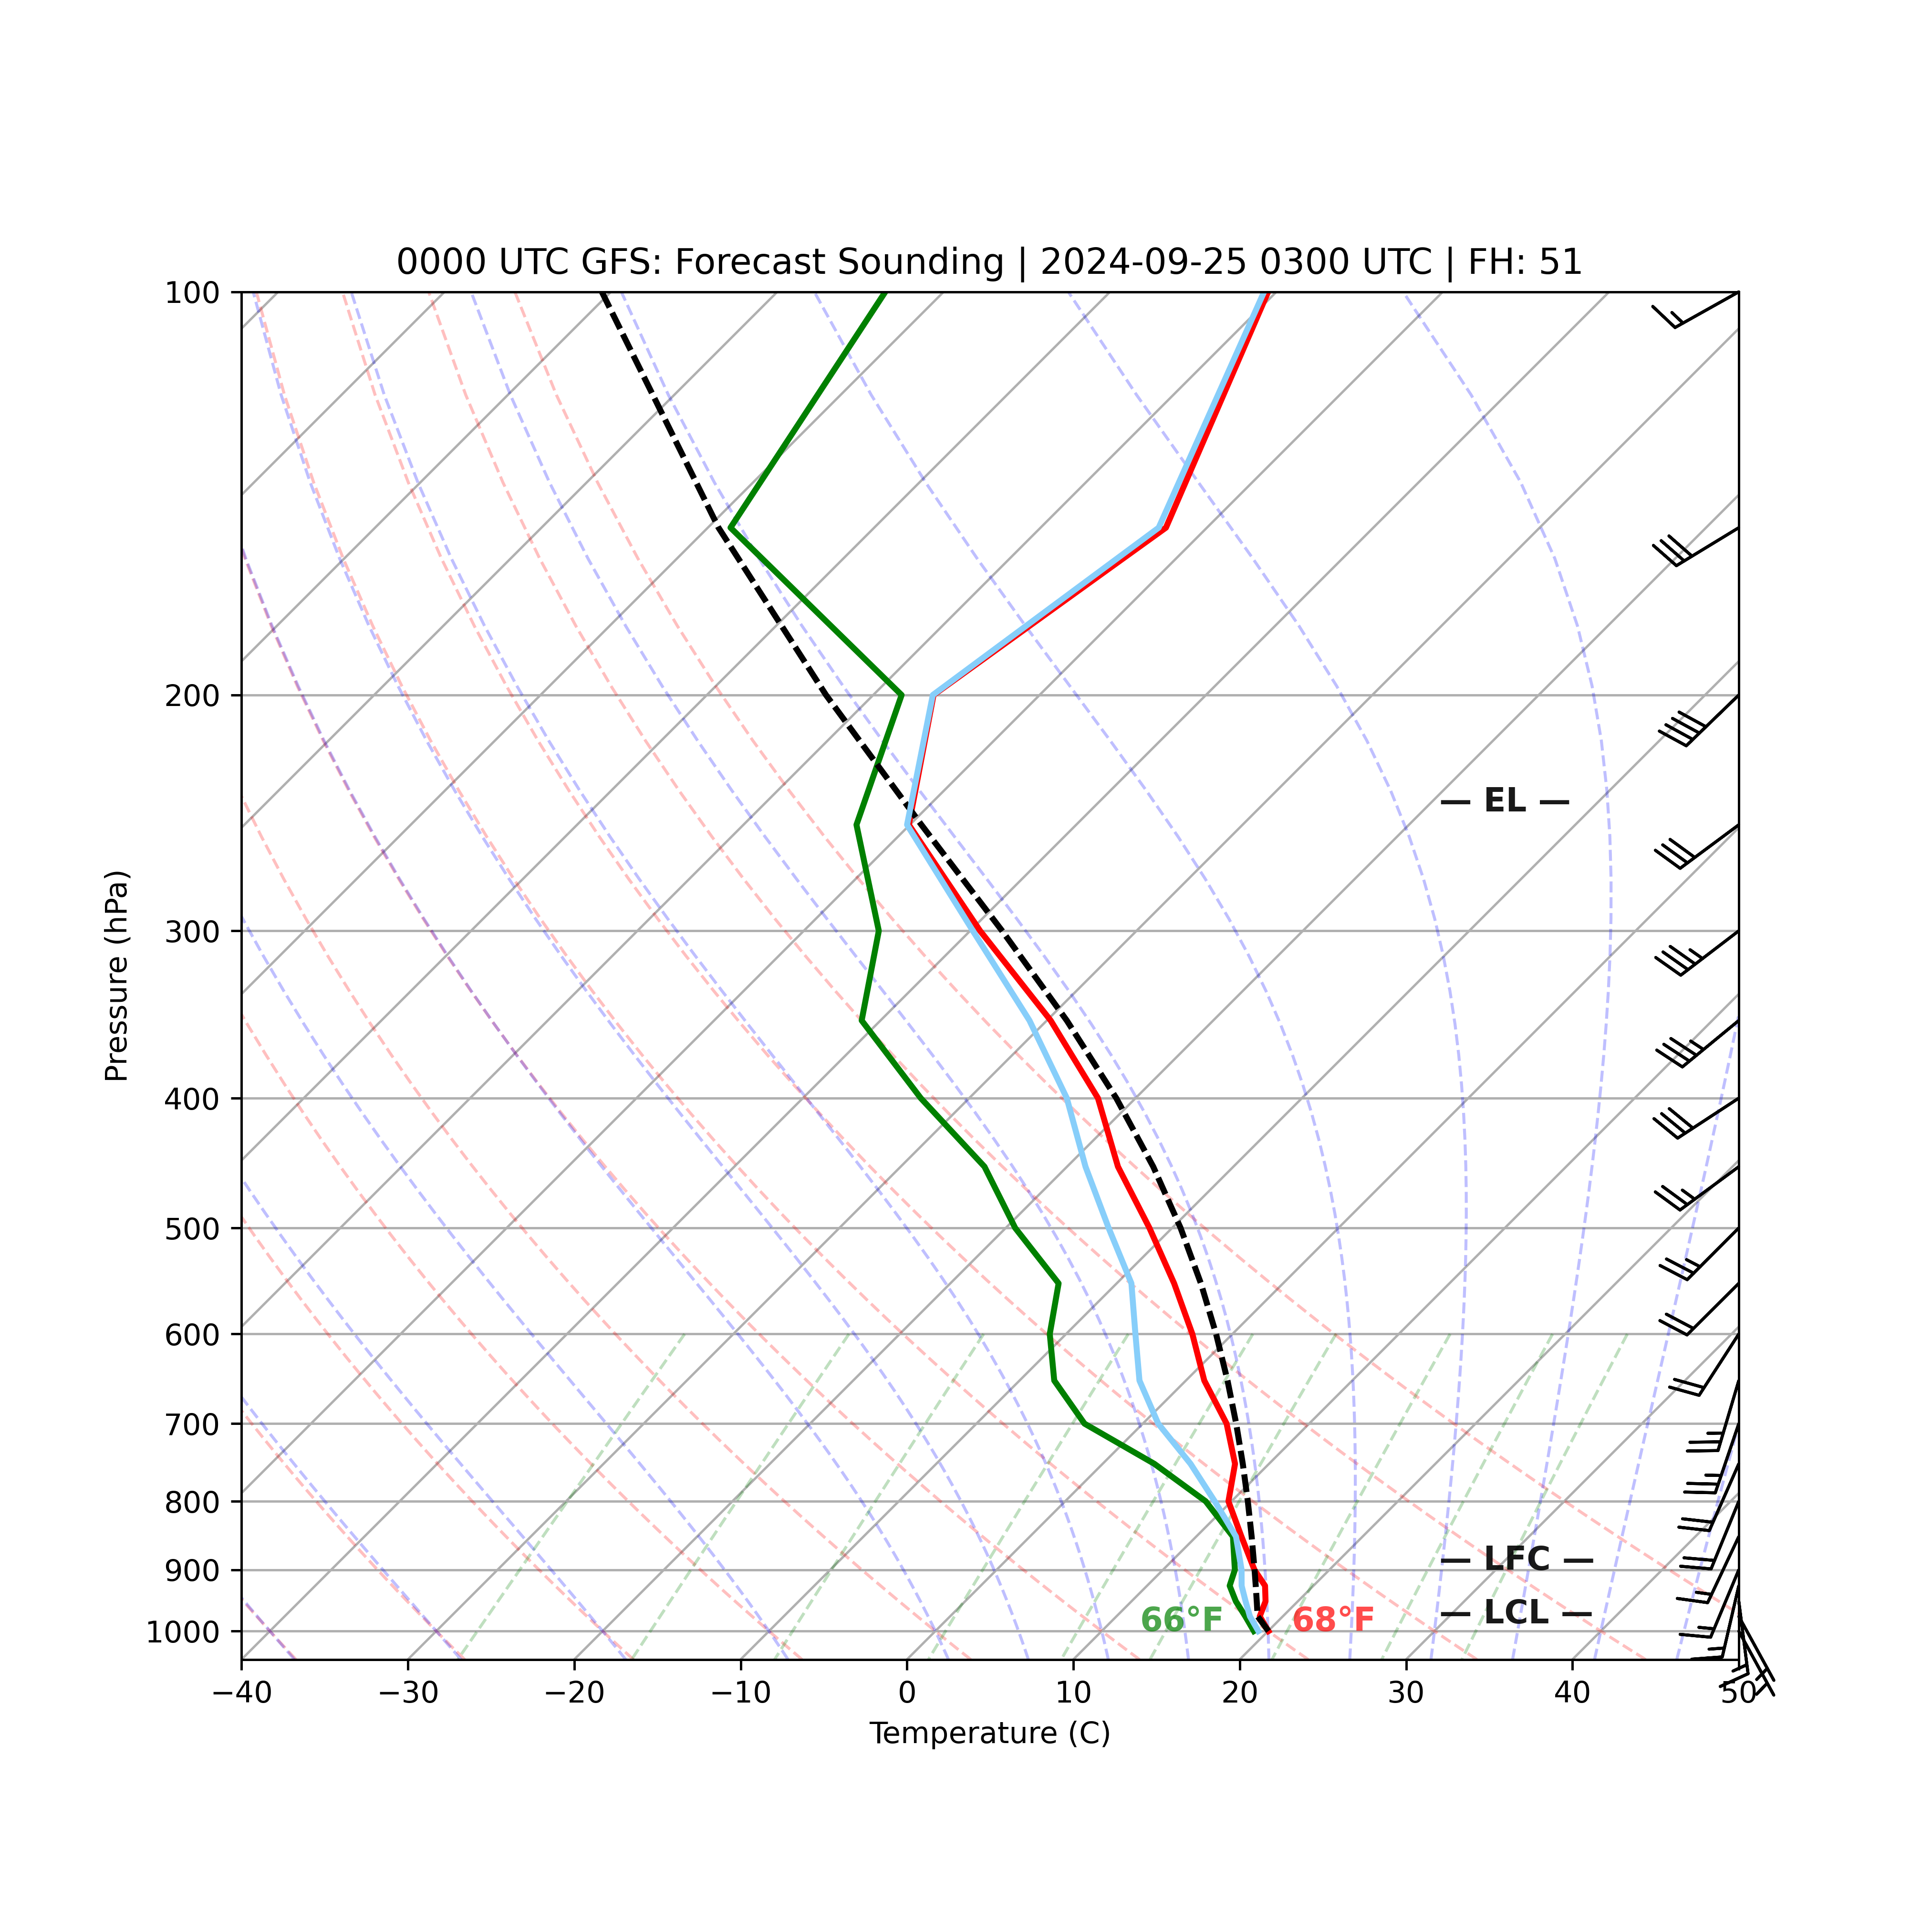 0000 UTC GFS: Forecast Sounding | 2024-09-25 0300 UTC | FH: 51
100
200
— EL —
Pressure (hPa)
300
400
500
600
700
800
— LFC —
900
— LCL —
66°F 68°F
1000
−40 −30 −20 −10 0 10 20 30 40 50
Temperature (C)